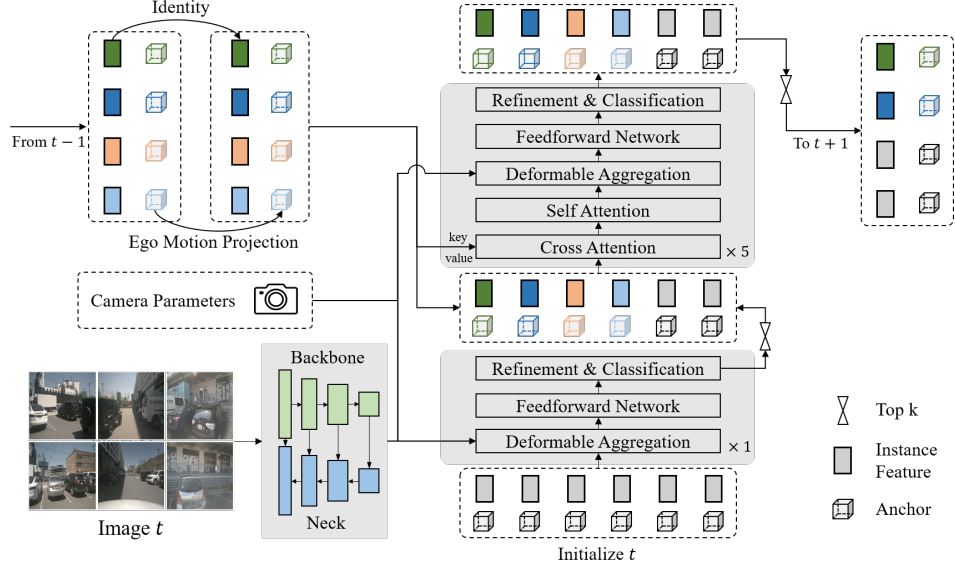 Identity
From t − 1
Ego Motion Projection
Camera Parameters
Image t
Backbone
Neck
Refinement & Classification
Feedforward Network
Deformable Aggregation
Self Attention
key
value
Cross Attention
× 5
Refinement & Classification
Feedforward Network
Deformable Aggregation
× 1
Initialize t
To t + 1
Top k
Instance
Feature
Anchor